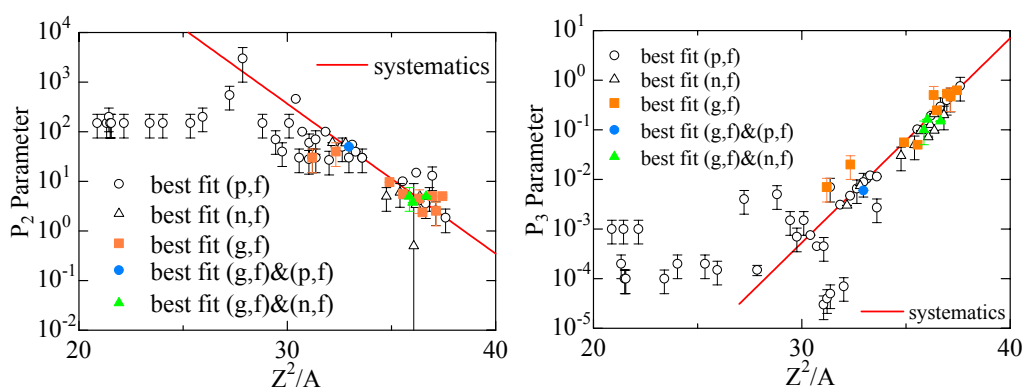 10^4
10^3
10^2
10^1
10^0
10^-1
10^-2
P_2 Parameter
systematics
best fit (p,f)
best fit (n,f)
best fit (g,f)
best fit (g,f)&(p,f)
best fit (g,f)&(n,f)
20
30
40
Z^2/A
10^1
10^0
10^-1
10^-2
10^-3
10^-4
10^-5
P_3 Parameter
best fit (p,f)
best fit (n,f)
best fit (g,f)
best fit (g,f)&(p,f)
best fit (g,f)&(n,f)
systematics
20
30
40
Z^2/A